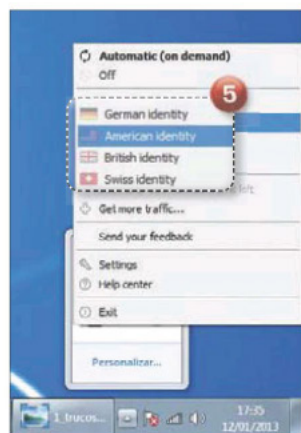 Automatic (on demand)
Off
5
German identity
American identity
British identity
Swiss identity
left
Get more traffic...
Send your feedback
Settings
Help center
Exit
Personalizar...
1_trucos...
17:35
12/01/2013